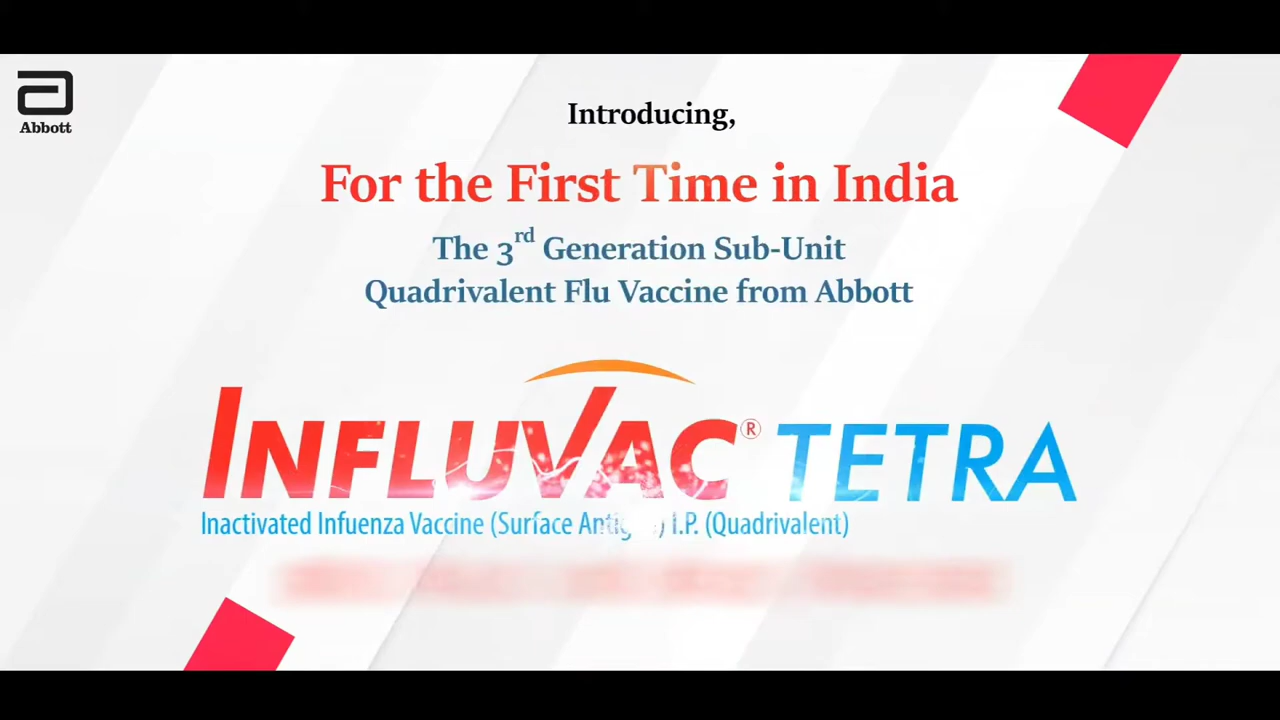 Abbott
Introducing,
For the First Time in India
The 3rd Generation Sub-Unit
Quadrivalent Flu Vaccine from Abbott
INFLUVAC® TETRA
Inactivated Infuenza Vaccine (Surface I.P. (Quadrivalent)